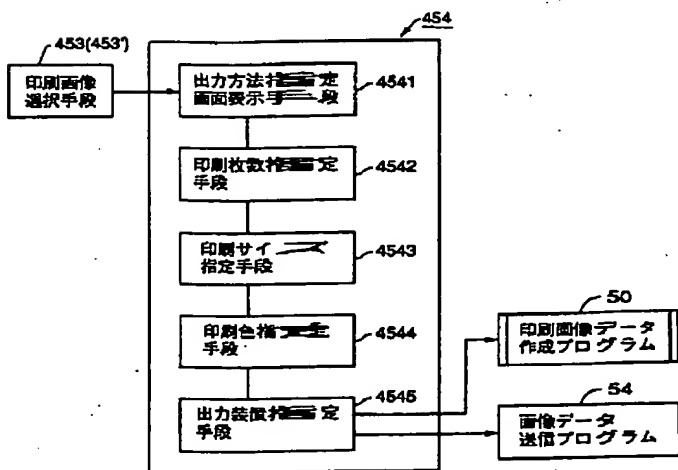 454
453(453')
印刷画像
選択手段
出力方法 定
画面表示 段
4541
印刷枚数 定
手段
4542
印刷サイ
指定手段
4543
印刷色指
手段
4544
出力装置 定
手段
4545
50
印刷画像データ
作成プログラム
54
画像データ
送信プログラム